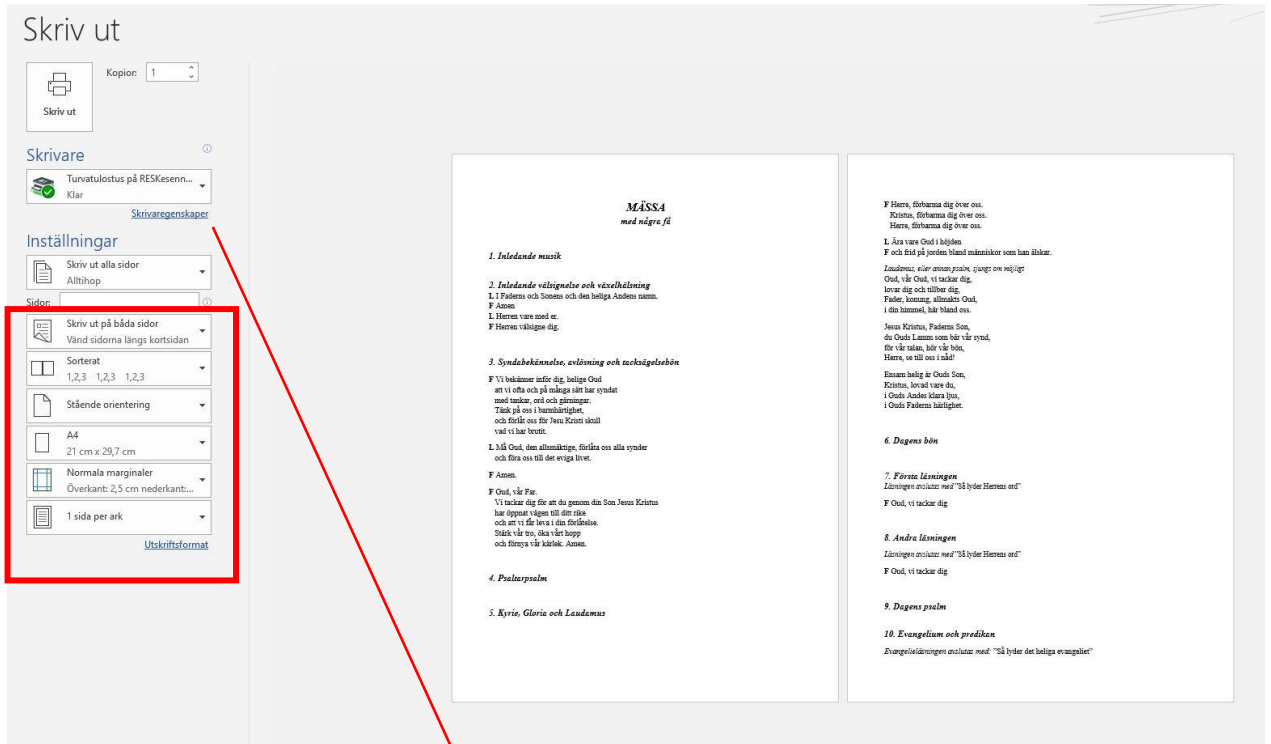 Skriv ut
Kopior: 1
Skriv ut
Skrivare
Turvatulostus på RESKesenn...
Klar
Skrivaregenskaper
Inställningar
Skriv ut alla sidor
Alltihop
Sidor:
Skriv ut på båda sidor
Vänd sidorna längs kortsidan
Sorterat
1,2,3 1,2,3 1,2,3
Stående orientering
A4
21 cm x 29,7 cm
Normala marginaler
Överkant: 2,5 cm nederkant:...
1 sida per ark
Utskriftsformat
MÄSSA
med några få
1. Inledande musik
2. Inledande välsignelse och växelhälsning
L I Faderns och Sonens och den heliga Andens namn.
F Amen
L Herren vare med er.
F Herren välsigne dig.
3. Syndabekännelse, avlösning och tacksägelsebön
F Vi bekänner inför dig, helige Gud
att vi ofta och på många sätt har syndat
med tankar, ord och gärningar.
Tänk på oss i barmhärtighet,
och förlåt oss för Jesu Kristi skull
vad vi har brutit.
L Må Gud, den allsmäktige, förlåta oss alla synder
och föra oss till det eviga livet.
F Amen.
F Gud, vår Far.
Vi tackar dig för att du genom din Son Jesus Kristus
har öppnat vägen till ditt rike
och att vi får leva i din förlåtelse.
Stärk vår tro, öka vårt hopp
och förnya vår kärlek. Amen.
4. Psaltarpsalm
5. Kyrie, Gloria och Laudamus
F Herre, förbarma dig över oss.
Kristus, förbarma dig över oss.
Herre, förbarma dig över oss.
L Ära vare Gud i höjden
F och frid på jorden bland människor som han älskar.
Laudamus, eller annan psalm, sjungs om möjligt
Gud, vår Gud, vi tackar dig,
lovar dig och tillber dig,
Fader, konung, allmakts Gud,
i din himmel, här bland oss.
Jesus Kristus, Faderns Son,
du Guds Lamm som bär vår synd,
för vår talan, hör vår bön,
Herre, se till oss i nåd!
Ensam helig är Guds Son,
Kristus, lovad vare du,
i Guds Andes klara ljus,
i Guds Faderns härlighet.
6. Dagens bön
7. Första läsningen
Läsningen avslutas med "Så lyder Herrens ord"
F Gud, vi tackar dig
8. Andra läsningen
Läsningen avslutas med "Så lyder Herrens ord"
F Gud, vi tackar dig
9. Dagens psalm
10. Evangelium och predikan
Evangelieläsningen avslutas med: "Så lyder det heliga evangeliet"